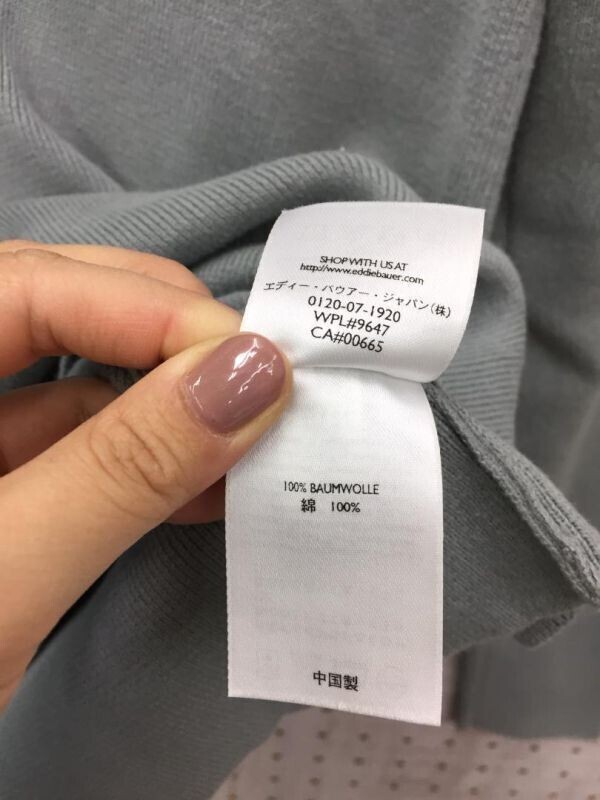 SHOP WITH US AT
http://www.eddiebauer.com
エディー・バウアー・ジャパン(株)
0120-07-1920
WPL#9647
CA#00665
100% BAUMWOLLE
綿 100%
中国製